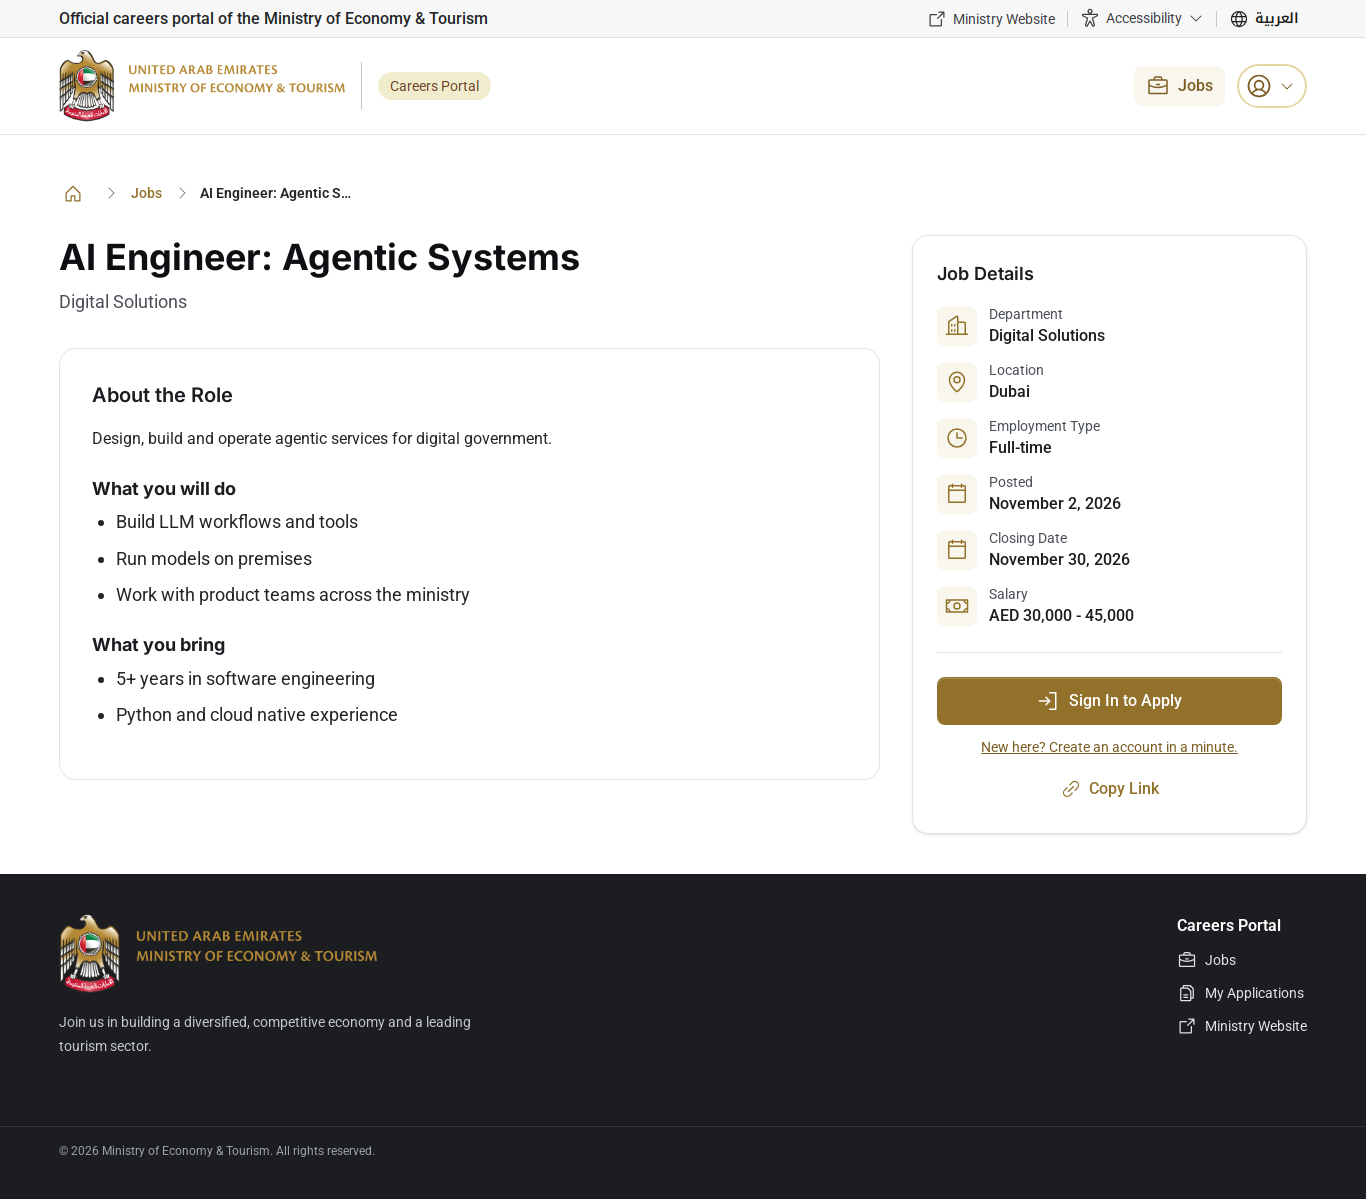 Official careers portal of the Ministry of Economy & Tourism
Ministry Website
Accessibility
العربية
UNITED ARAB EMIRATES
MINISTRY OF ECONOMY & TOURISM
Careers Portal
Jobs
Jobs
AI Engineer: Agentic S...
AI Engineer: Agentic Systems
Digital Solutions
About the Role
Design, build and operate agentic services for digital government.
What you will do
• Build LLM workflows and tools
• Run models on premises
• Work with product teams across the ministry
What you bring
• 5+ years in software engineering
• Python and cloud native experience
Job Details
Department
Digital Solutions
Location
Dubai
Employment Type
Full-time
Posted
November 2, 2026
Closing Date
November 30, 2026
Salary
AED 30,000 - 45,000
Sign In to Apply
New here? Create an account in a minute.
Copy Link
UNITED ARAB EMIRATES
MINISTRY OF ECONOMY & TOURISM
Join us in building a diversified, competitive economy and a leading
tourism sector.
Careers Portal
Jobs
My Applications
Ministry Website
© 2026 Ministry of Economy & Tourism. All rights reserved.